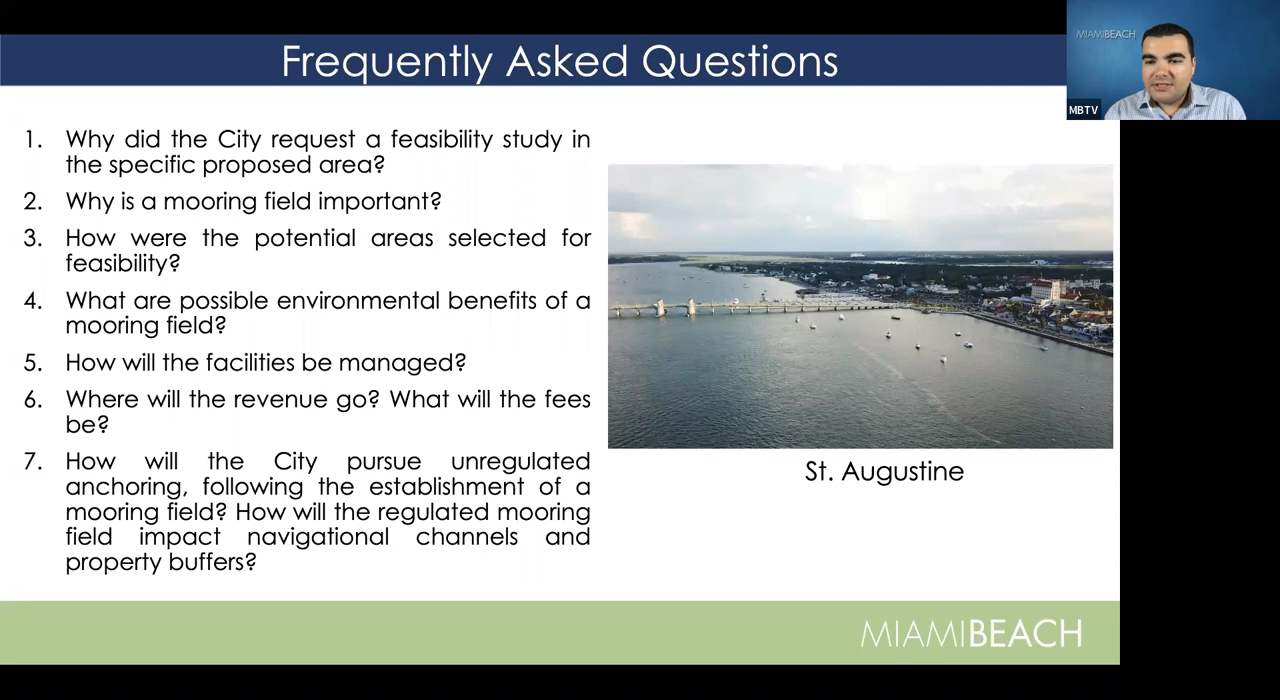 Frequently Asked Questions
MIAMIBEACH
MBTV
1. Why did the City request a feasibility study in
the specific proposed area?
2. Why is a mooring field important?
3. How were the potential areas selected for
feasibility?
4. What are possible environmental benefits of a
mooring field?
5. How will the facilities be managed?
6. Where will the revenue go? What will the fees
be?
7. How will the City pursue unregulated
anchoring, following the establishment of a
mooring field? How will the regulated mooring
field impact navigational channels and
property buffers?
St. Augustine
MIAMIBEACH